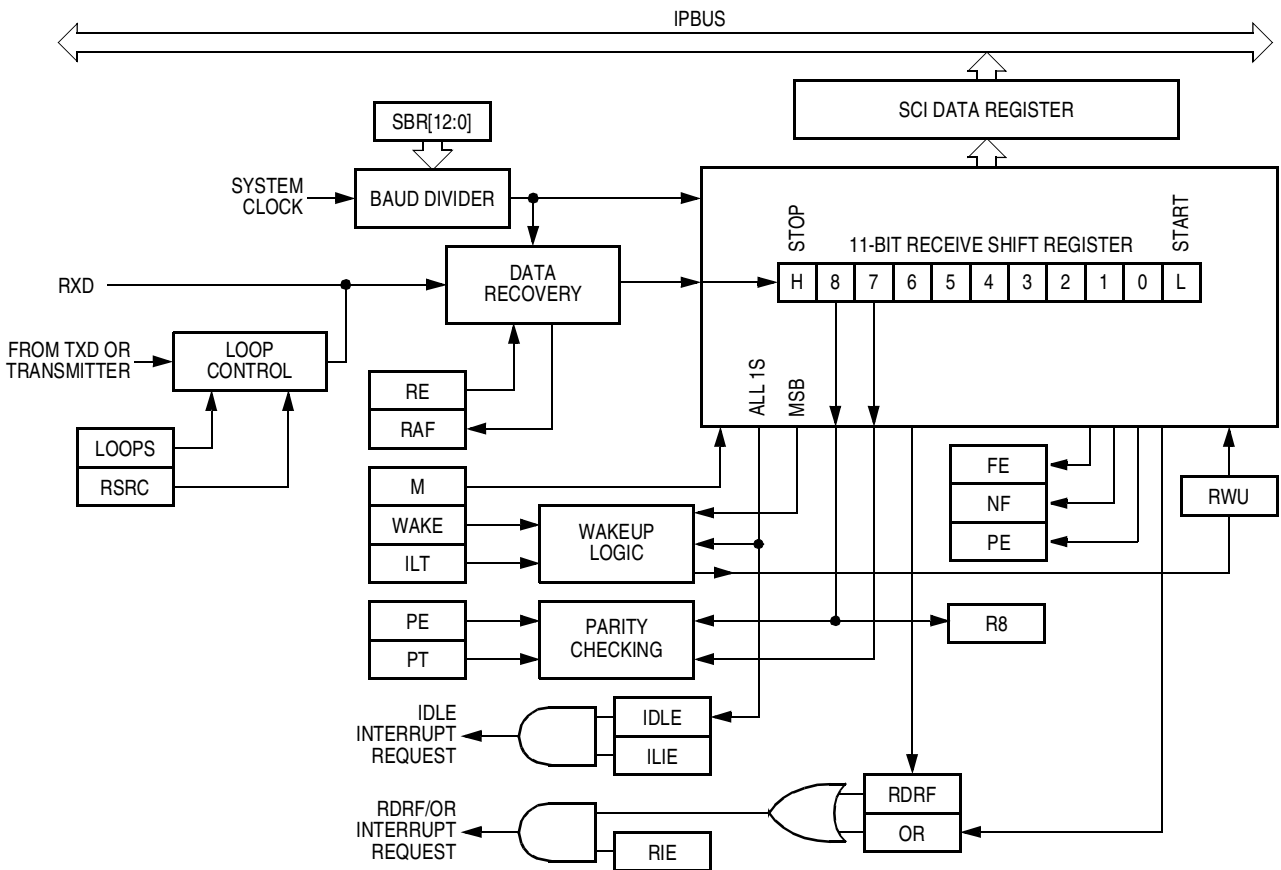 IPBUS
SBR[12:0]
SCI DATA REGISTER
SYSTEM
CLOCK
BAUD DIVIDER
STOP
11-BIT RECEIVE SHIFT REGISTER
START
RXD
DATA
RECOVERY
H 8 7 6 5 4 3 2 1 0 L
FROM TXD OR
TRANSMITTER
LOOP
CONTROL
RE
RAF
ALL 1S
MSB
LOOPS
RSRC
M
WAKE
ILT
WAKEUP
LOGIC
FE
NF
PE
RWU
PE
PT
PARITY
CHECKING
R8
IDLE
INTERRUPT
REQUEST
IDLE
ILIE
RDRF/OR
INTERRUPT
REQUEST
RIE
RDRF
OR